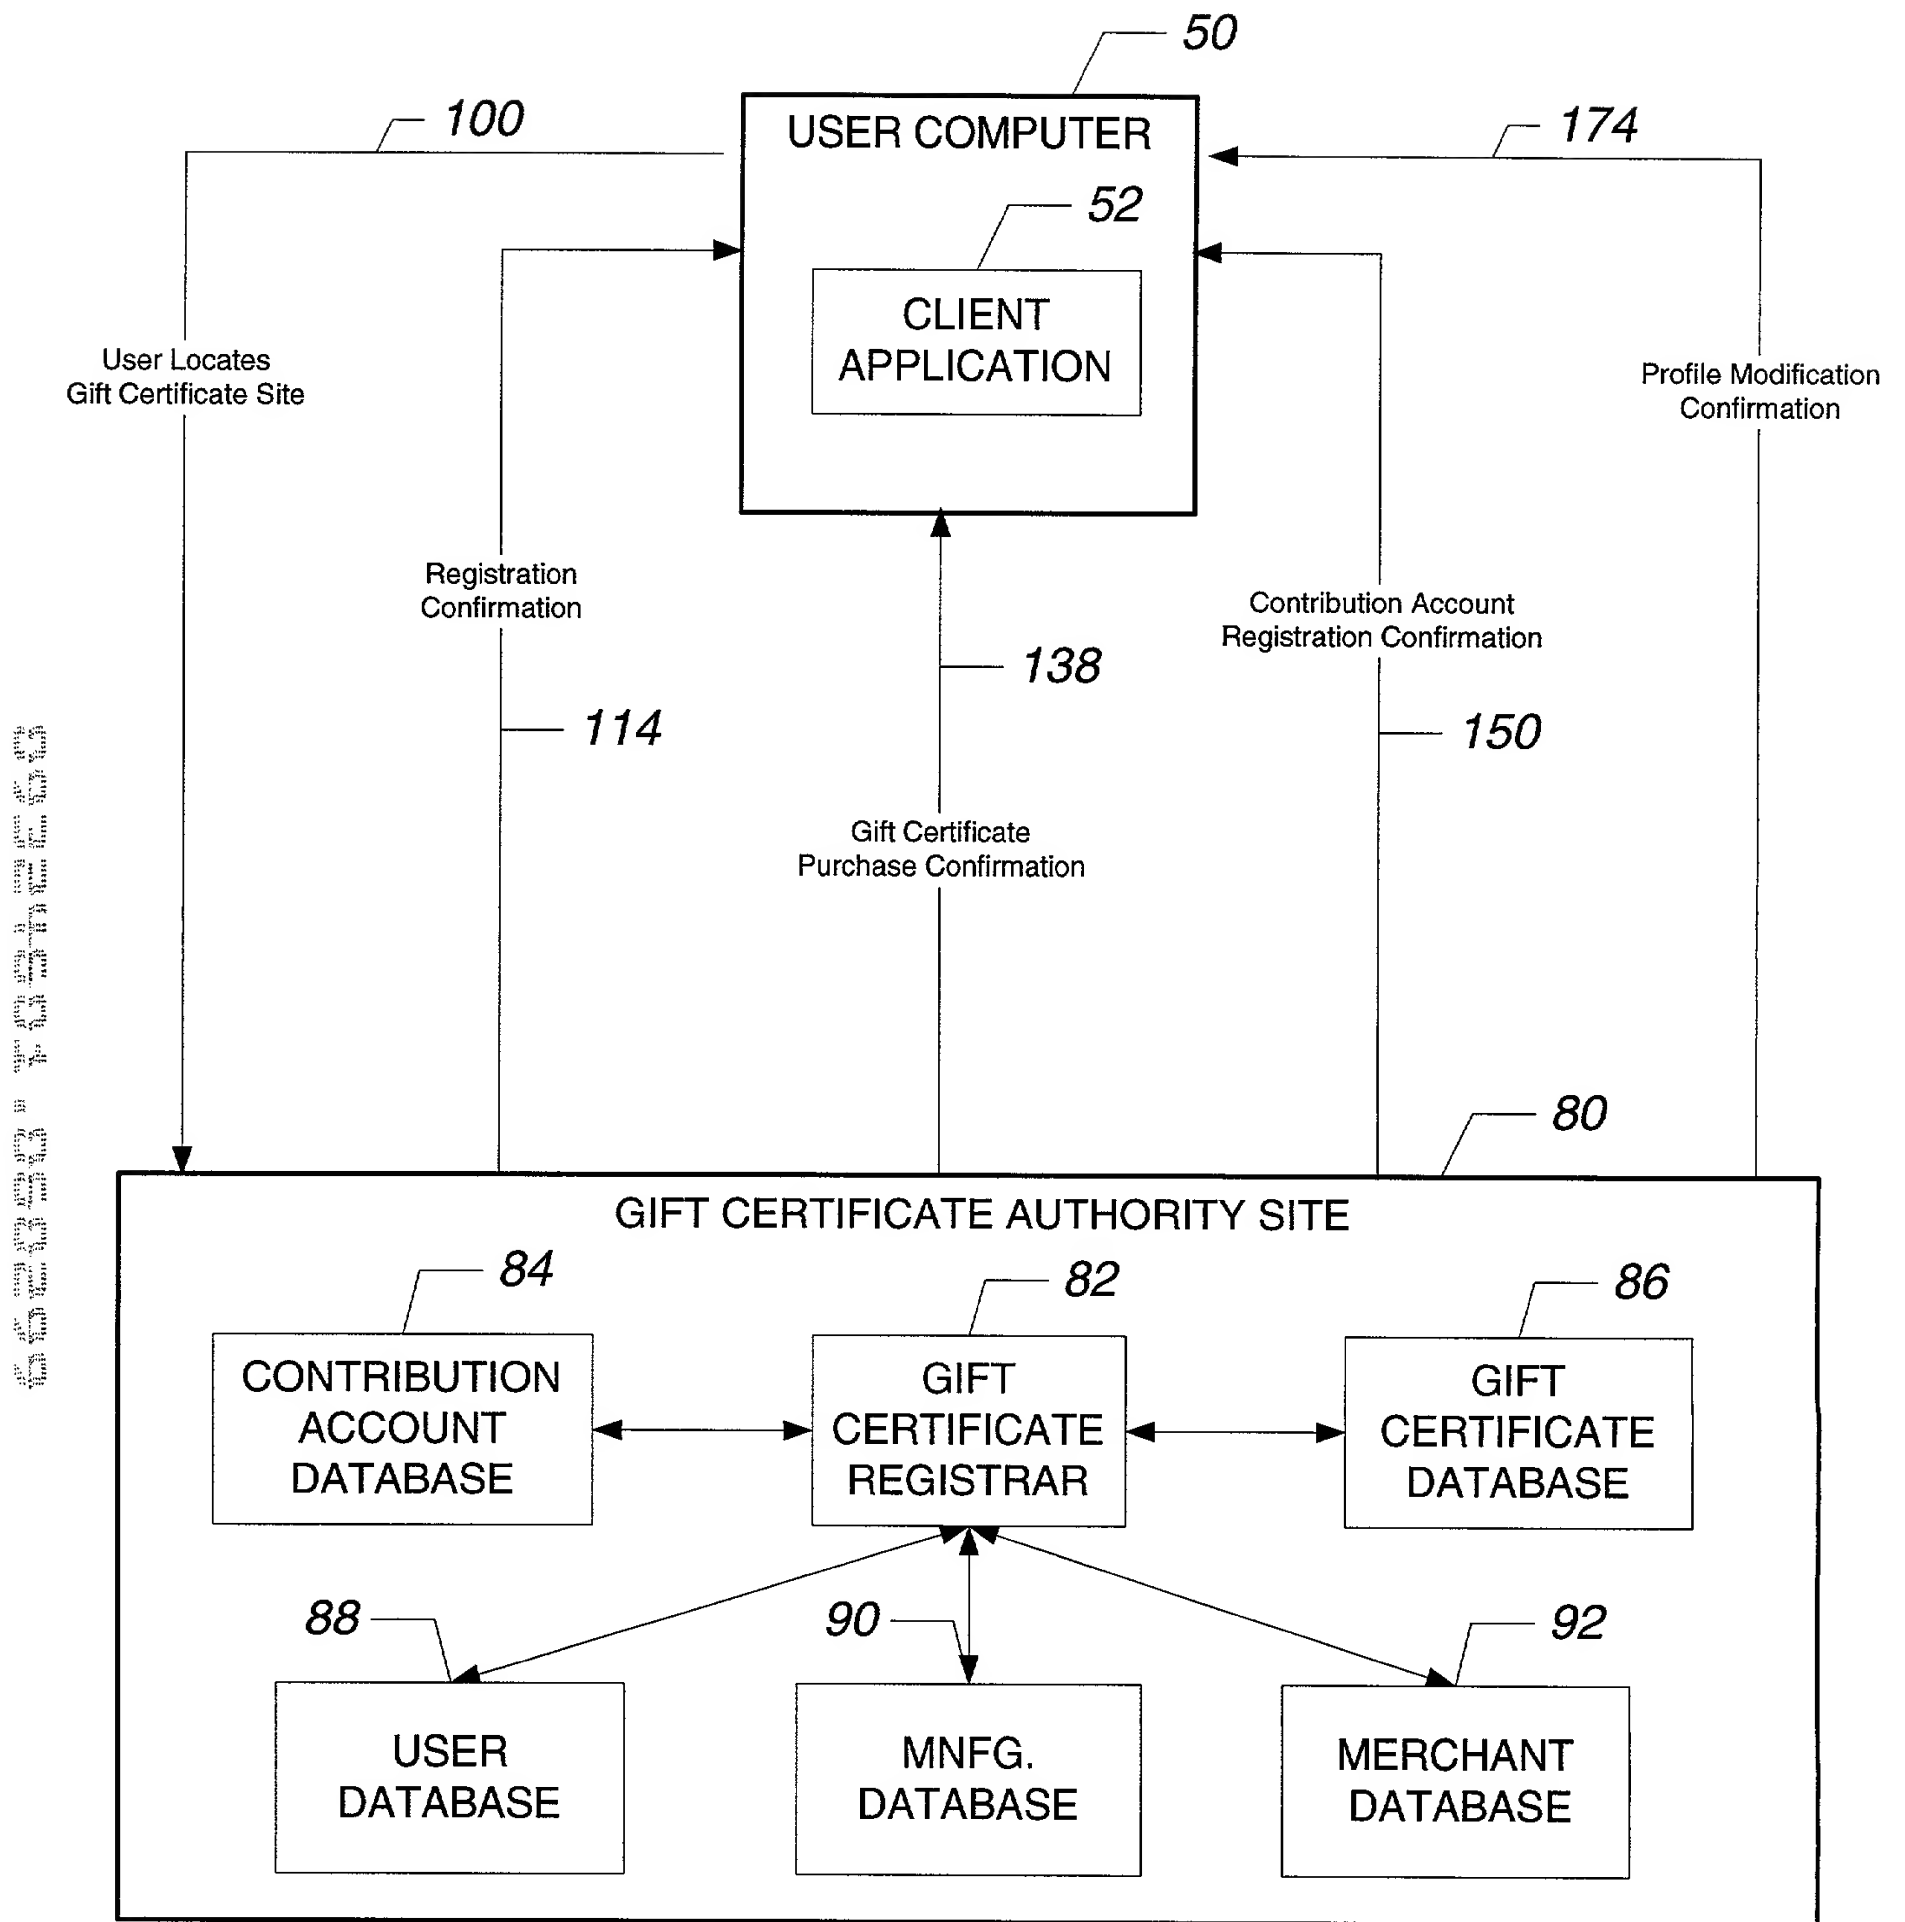 50
100
USER COMPUTER
174
52
CLIENT
APPLICATION
User Locates
Gift Certificate Site
Profile Modification
Confirmation
Registration
Confirmation
Contribution Account
Registration Confirmation
138
114
150
Gift Certificate
Purchase Confirmation
80
GIFT CERTIFICATE AUTHORITY SITE
84
82
86
CONTRIBUTION
ACCOUNT
DATABASE
GIFT
CERTIFICATE
REGISTRAR
GIFT
CERTIFICATE
DATABASE
88
90
92
USER
DATABASE
MNFG.
DATABASE
MERCHANT
DATABASE